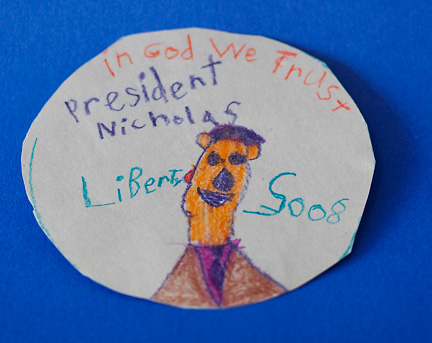 in God We Trust
President
Nicholas
Liberty
2008